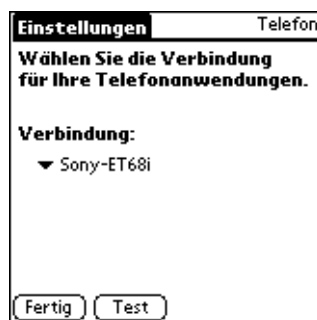 Einstellungen Telefon
Wählen Sie die Verbindung
für Ihre Telefonanwendungen.
Verbindung:
Sony-ET68i
Fertig Test